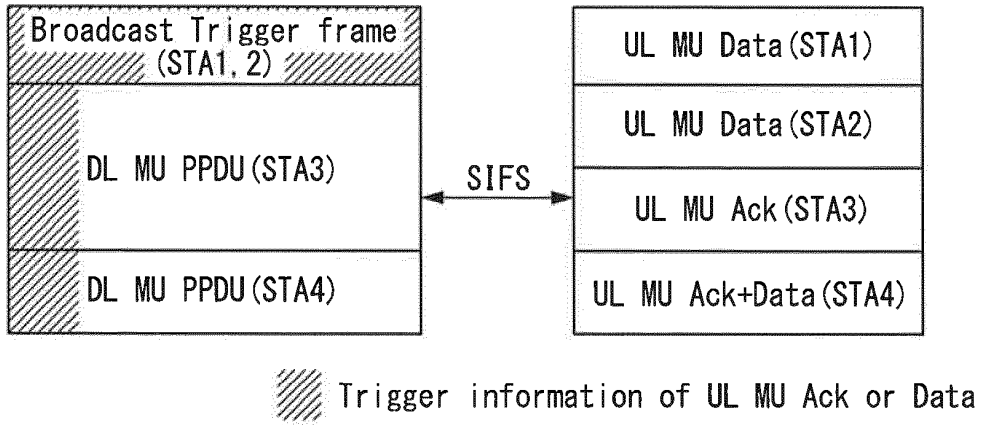 Broadcast Trigger frame
(STA1, 2)
DL MU PPDU(STA3)
DL MU PPDU(STA4)
SIFS
UL MU Data(STA1)
UL MU Data(STA2)
UL MU Ack(STA3)
UL MU Ack+Data(STA4)
Trigger information of UL MU Ack or Data